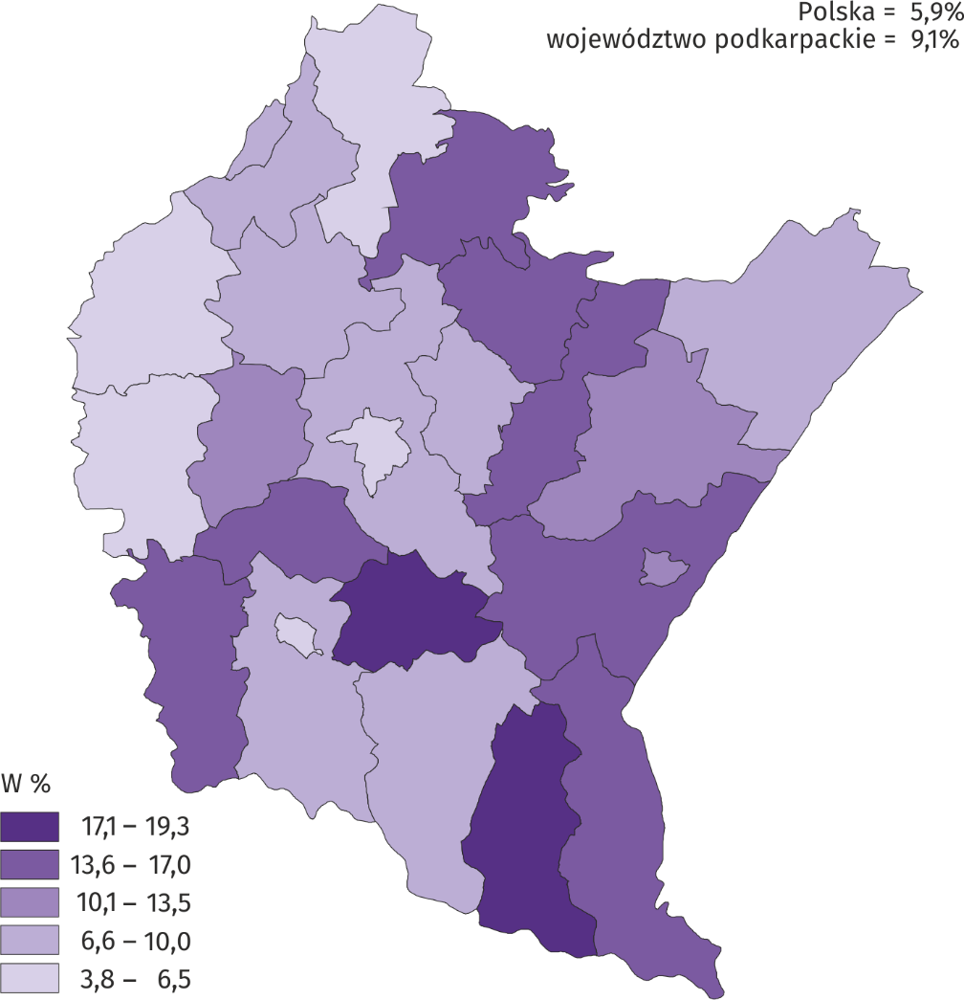 Polska = 5,9%
województwo podkarpackie = 9,1%
W %
17,1 – 19,3
13,6 – 17,0
10,1 – 13,5
6,6 – 10,0
3,8 – 6,5